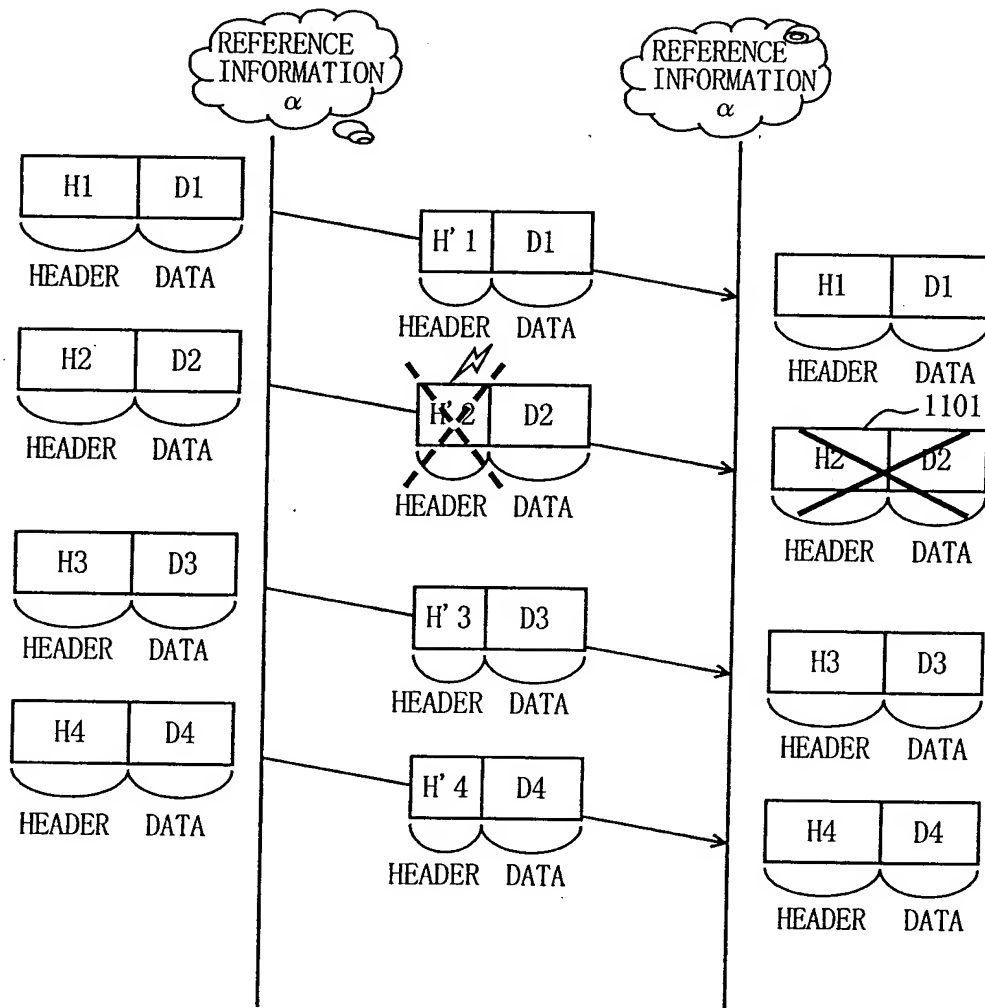 REFERENCE
INFORMATION
α
REFERENCE
INFORMATION
α
H1 D1
HEADER DATA
H'1 D1
HEADER DATA
H1 D1
HEADER DATA
H2 D2
HEADER DATA
H'2 D2
HEADER DATA
1101
H2 D2
HEADER DATA
H3 D3
HEADER DATA
H'3 D3
HEADER DATA
H3 D3
HEADER DATA
H4 D4
HEADER DATA
H'4 D4
HEADER DATA
H4 D4
HEADER DATA